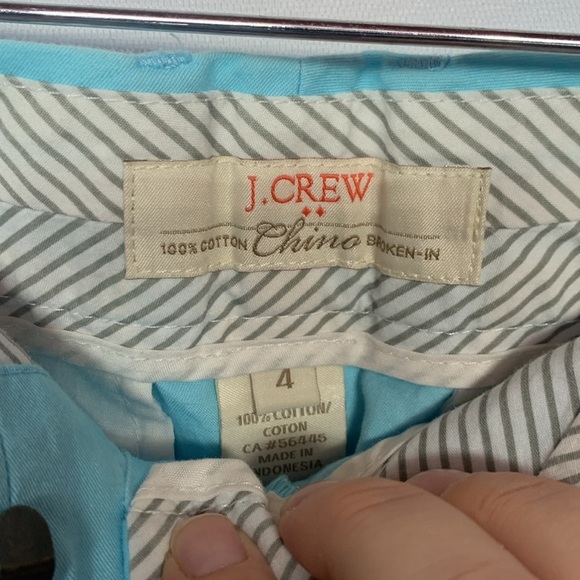 J.CREW
100% COTTON Chino BROKEN-IN
4
100% COTTON/
COTON
CA #56445
MADE IN
INDONESIA